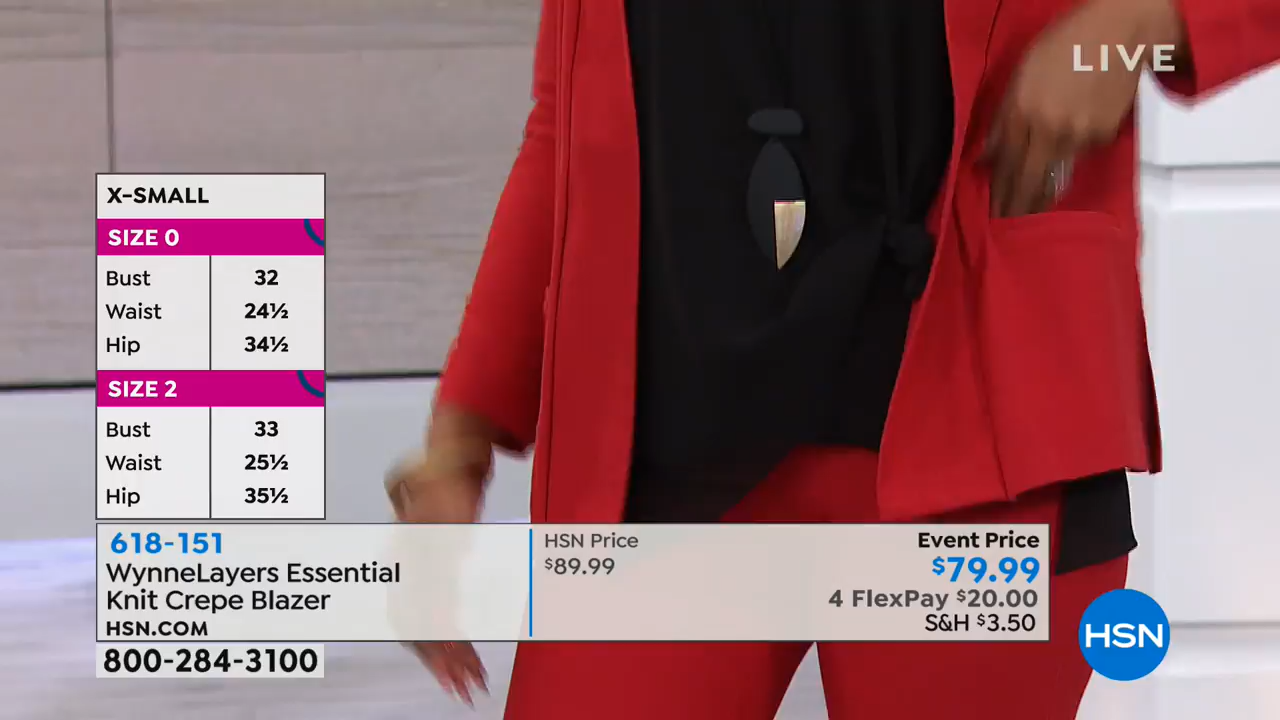 LIVE
X-SMALL
SIZE 0
Bust 32
Waist 24½
Hip 34½
SIZE 2
Bust 33
Waist 25½
Hip 35½
618-151
WynneLayers Essential
Knit Crepe Blazer
HSN.COM
800-284-3100
HSN Price
$89.99
Event Price
$79.99
4 FlexPay $20.00
S&H $3.50
HSN